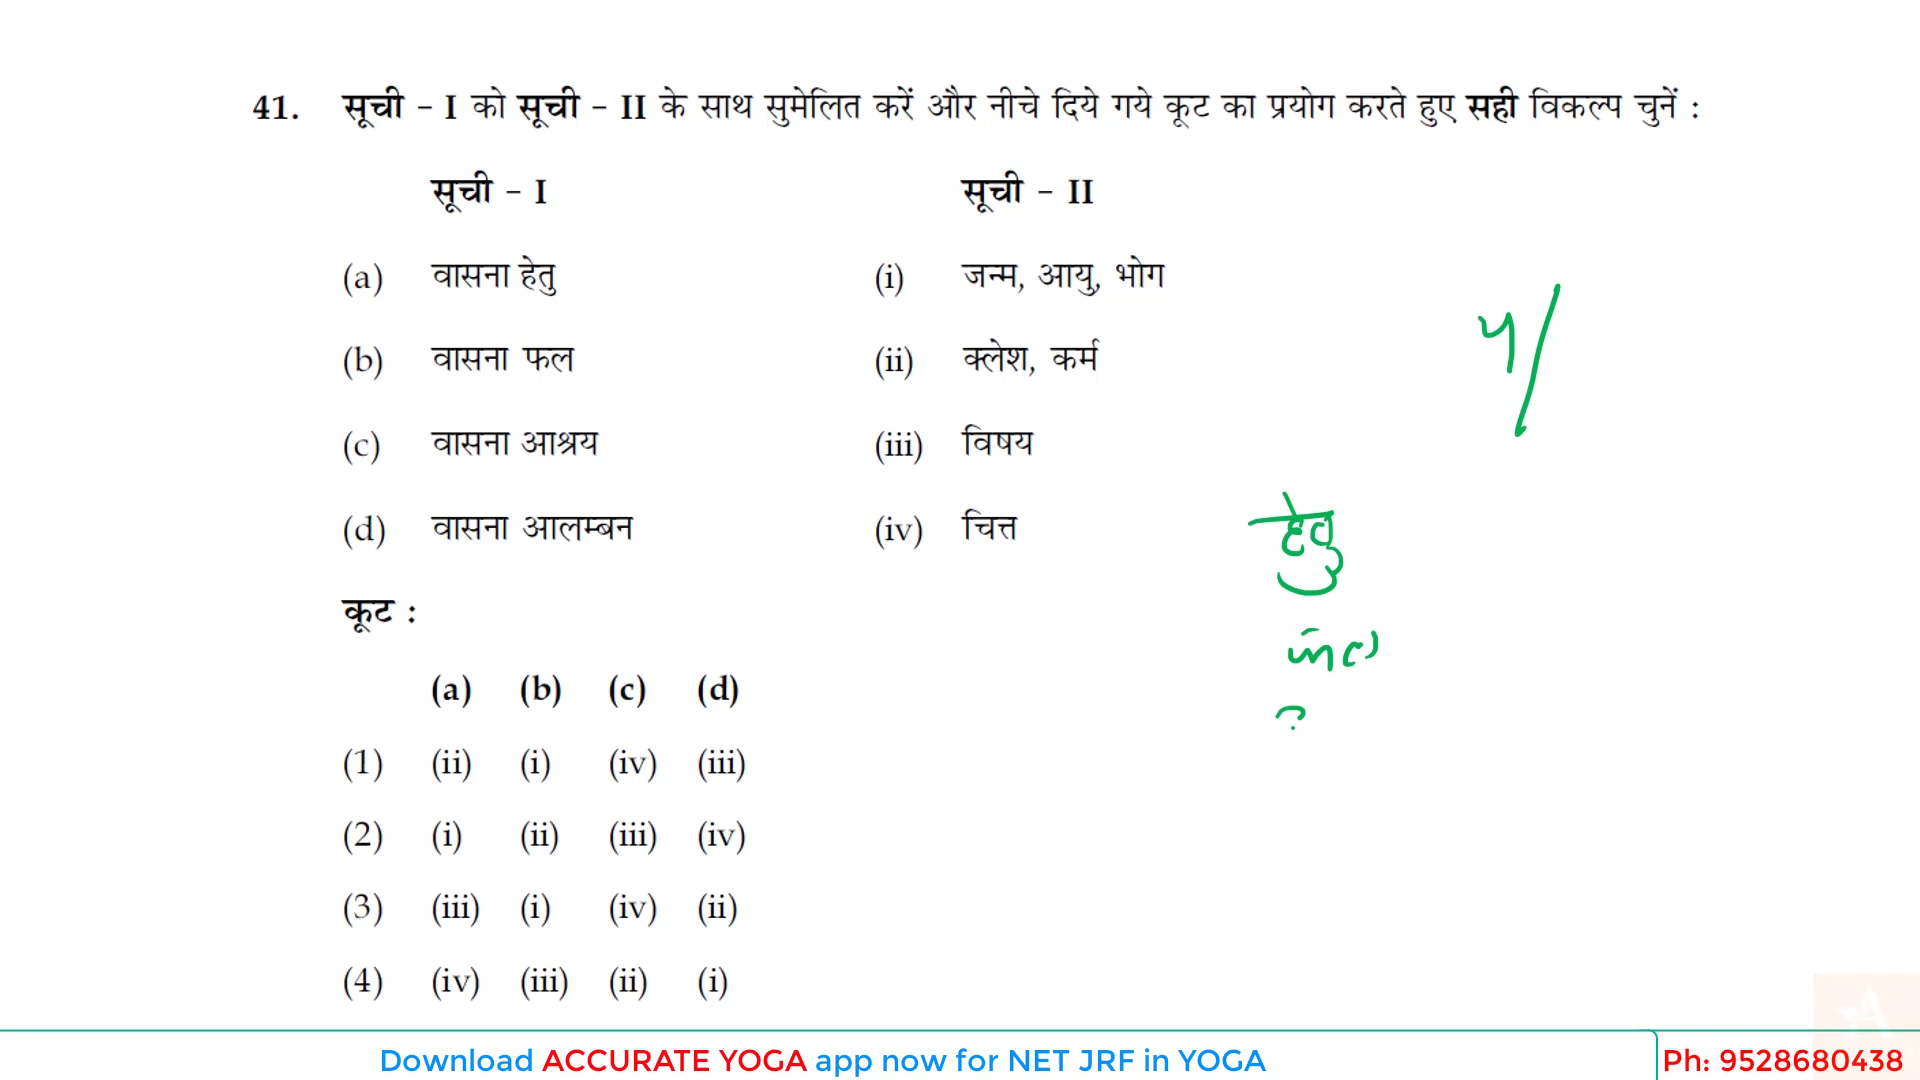 41. सूची - I को सूची - II के साथ सुमेलित करें और नीचे दिये गये कूट का प्रयोग करते हुए सही विकल्प चुनें :
सूची - I सूची - II
(a) वासना हेतु (i) जन्म, आयु, भोग
(b) वासना फल (ii) क्लेश, कर्म
(c) वासना आश्रय (iii) विषय
(d) वासना आलम्बन (iv) चित्त
हेतु
कूट :
(a) (b) (c) (d)
(1) (ii) (i) (iv) (iii)
(2) (i) (ii) (iii) (iv)
(3) (iii) (i) (iv) (ii)
(4) (iv) (iii) (ii) (i)
Download ACCURATE YOGA app now for NET JRF in YOGA Ph: 9528680438